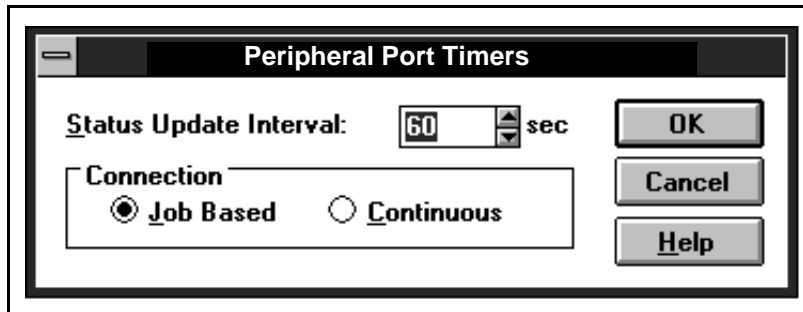 Peripheral Port Timers
Status Update Interval: 60 sec
OK
Connection
Cancel
Job Based Continuous
Help